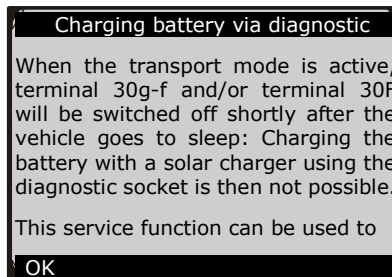 Charging battery via diagnostic
When the transport mode is active,
terminal 30g-f and/or terminal 30F
will be switched off shortly after the
vehicle goes to sleep: Charging the
battery with a solar charger using the
diagnostic socket is then not possible.
This service function can be used to
OK